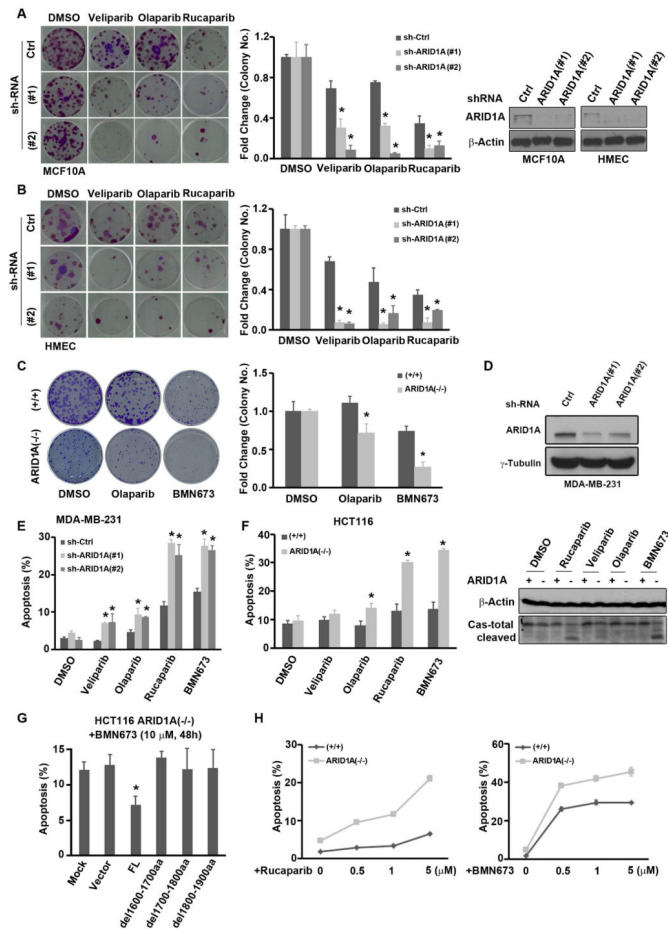 A
DMSO Veliparib Olaparib Rucaparib
sh-RNA
Ctrl
(#1)
(#2)
MCF10A
Fold Change (Colony No.)
1.2
0.8
0.4
0
sh-Ctrl
sh-ARID1A(#1)
sh-ARID1A(#2)
* * * * * *
DMSO Veliparib Olaparib Rucaparib
shRNA Ctrl ARID1A(#1) ARID1A(#2) Ctrl ARID1A(#1) ARID1A(#2)
ARID1A
β-Actin
MCF10A HMEC
B
DMSO Veliparib Olaparib Rucaparib
sh-RNA
Ctrl
(#1)
(#2)
HMEC
Fold Change (Colony No.)
1.2
0.8
0.4
0
sh-Ctrl
sh-ARID1A(#1)
sh-ARID1A(#2)
* * * * * *
DMSO Veliparib Olaparib Rucaparib
C
(+/+)
ARID1A(-/-)
DMSO Olaparib BMN673
Fold Change (Colony No.)
1.5
1.0
0.5
0
(+/+)
ARID1A(-/-)
* *
DMSO Olaparib BMN673
D
sh-RNA Ctrl ARID1A(#1) ARID1A(#2)
ARID1A
γ-Tubulin
MDA-MB-231
E
MDA-MB-231
Apoptosis (%)
30
20
10
0
sh-Ctrl
sh-ARID1A(#1)
sh-ARID1A(#2)
* * * * * * * *
DMSO Veliparib Olaparib Rucaparib BMN673
F
HCT116
Apoptosis (%)
40
30
20
10
0
(+/+)
ARID1A(-/-)
* * *
DMSO Veliparib Olaparib Rucaparib BMN673
DMSO Rucaparib Veliparib Olaparib BMN673
ARID1A + - + - + - + - + -
β-Actin
Cas-total
cleaved
G
HCT116 ARID1A(-/-)
+BMN673 (10 μM, 48h)
Apoptosis (%)
15
10
5
0
*
Mock Vector FL del1600-1700aa del1700-1800aa del1800-1900aa
H
Apoptosis (%)
30
20
10
0
(+/+)
ARID1A(-/-)
+Rucaparib 0 0.5 1 5 (μM)
Apoptosis (%)
60
40
20
0
(+/+)
ARID1A(-/-)
+BMN673 0 0.5 1 5 (μM)